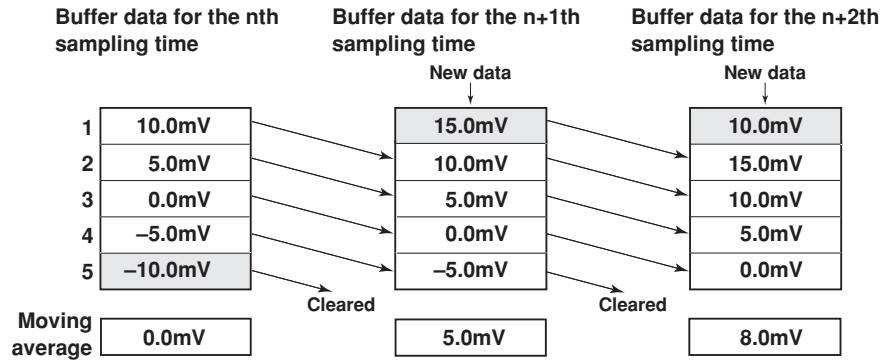 Buffer data for the nth
sampling time
Buffer data for the n+1th
sampling time
Buffer data for the n+2th
sampling time
New data
New data
1 10.0mV 15.0mV 10.0mV
2 5.0mV 10.0mV 15.0mV
3 0.0mV 5.0mV 10.0mV
4 –5.0mV 0.0mV 5.0mV
5 –10.0mV –5.0mV 0.0mV
Cleared
Cleared
Moving
average
0.0mV 5.0mV 8.0mV